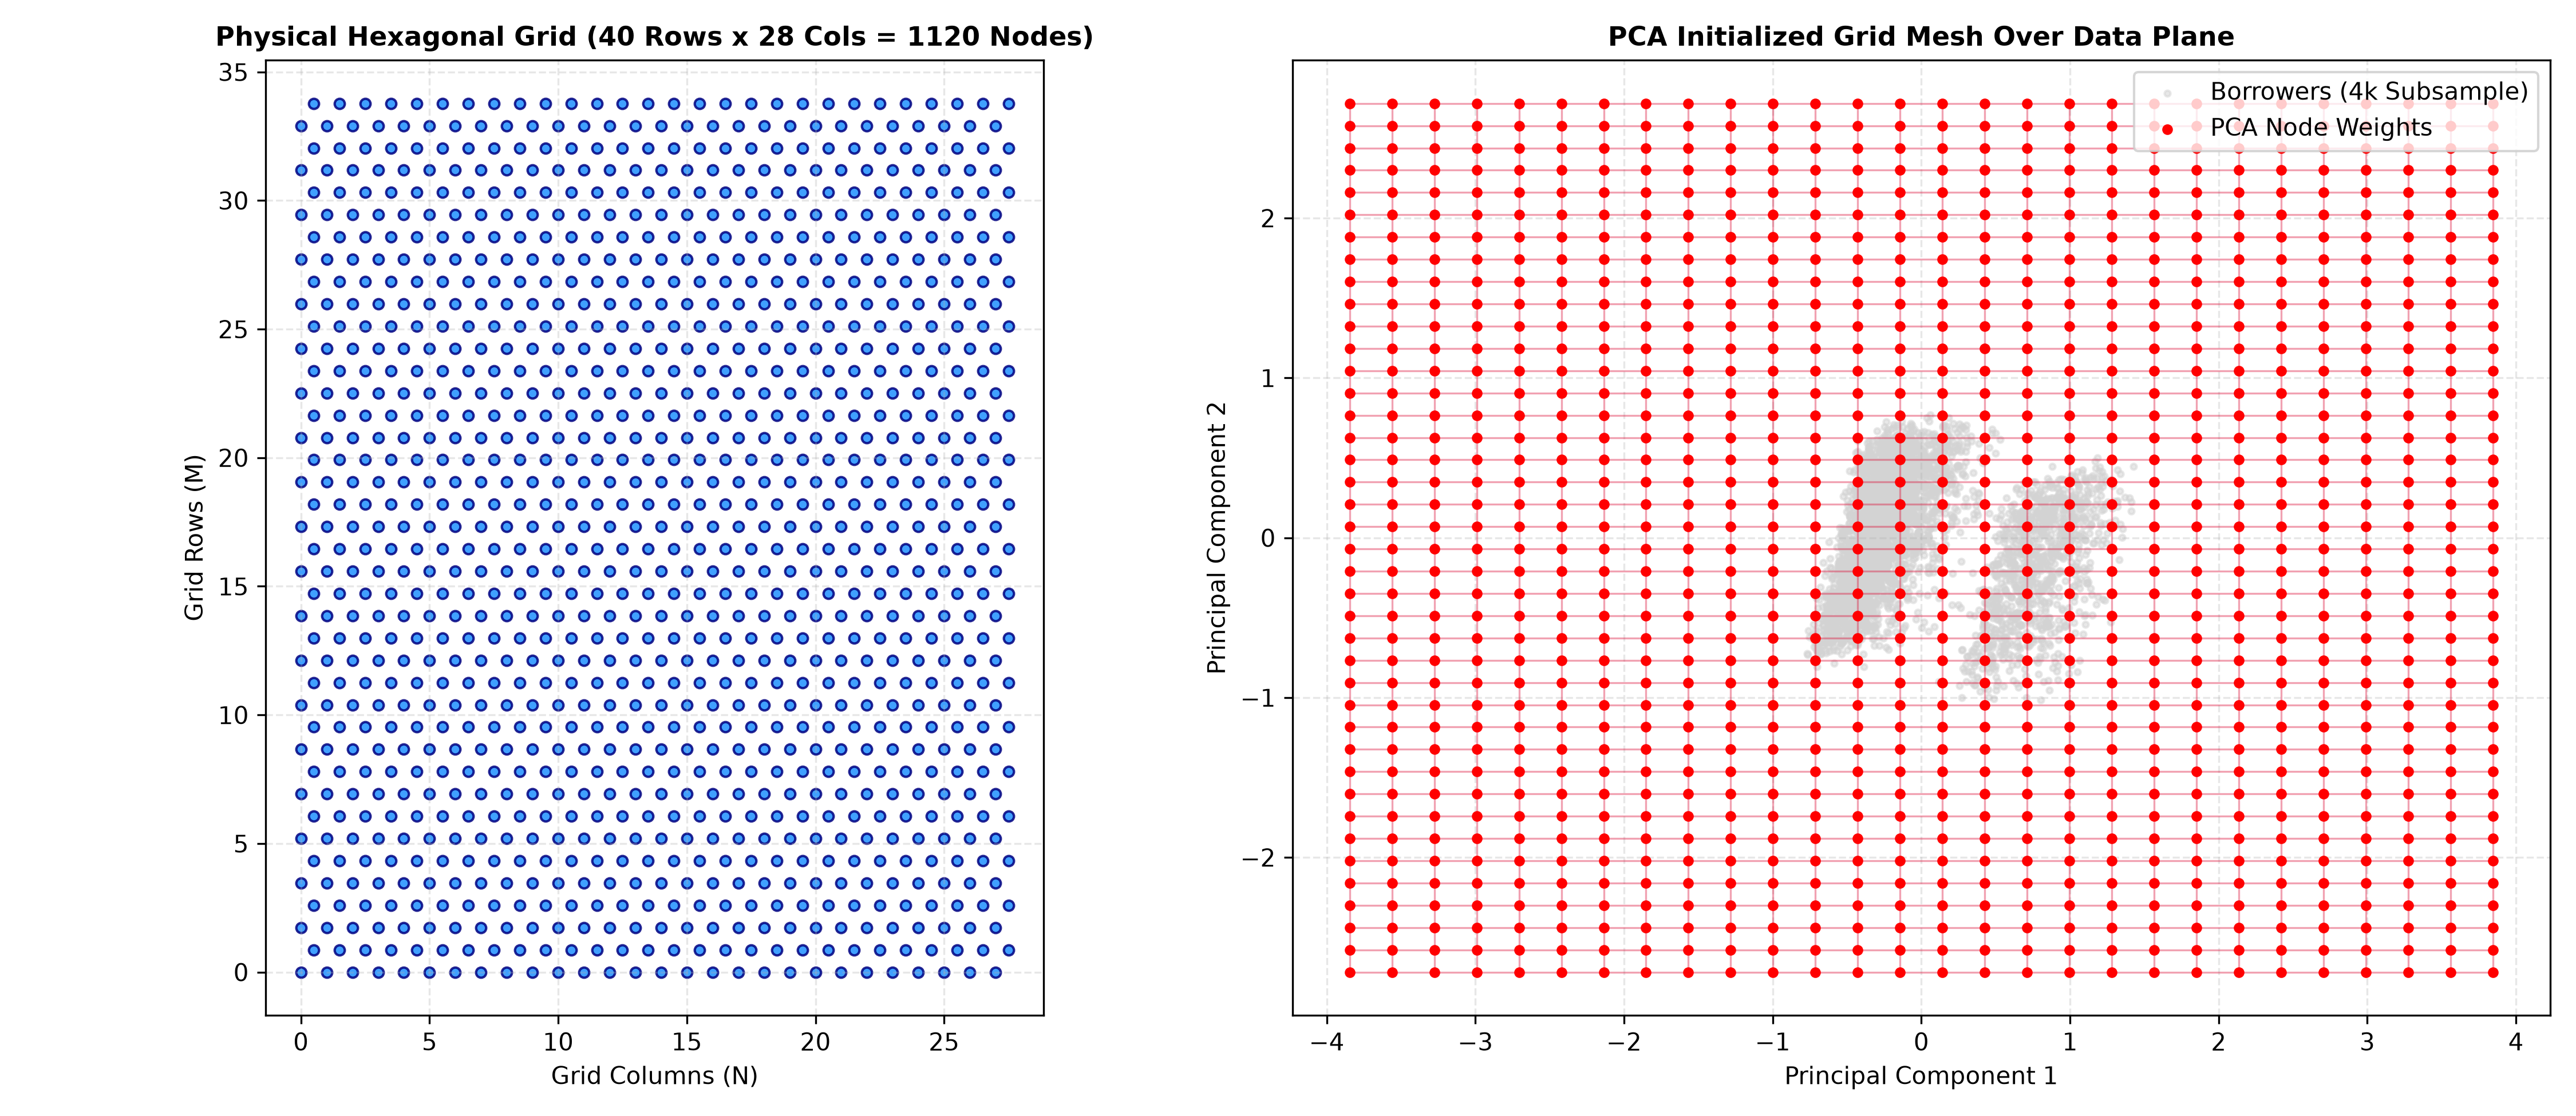 Physical Hexagonal Grid (40 Rows x 28 Cols = 1120 Nodes)
35
30
25
20
15
10
5
0
Grid Rows (M)
0 5 10 15 20 25
Grid Columns (N)
PCA Initialized Grid Mesh Over Data Plane
Borrowers (4k Subsample)
PCA Node Weights
2
1
0
−1
−2
Principal Component 2
−4 −3 −2 −1 0 1 2 3 4
Principal Component 1